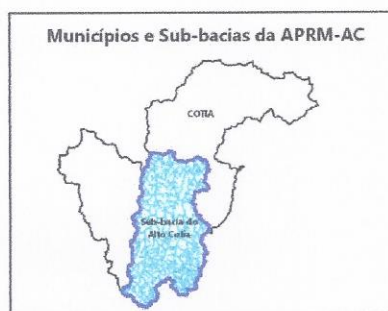 Municípios e Sub-bacias da APRM-AC
COTIA
Sub-bacia do
Alto Cotia